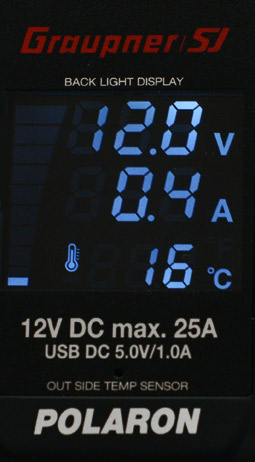 Graupner/SJ
BACK LIGHT DISPLAY
12.0 V
0.4 A
16 °C
12V DC max. 25A
USB DC 5.0V/1.0A
OUT SIDE TEMP SENSOR
POLARON